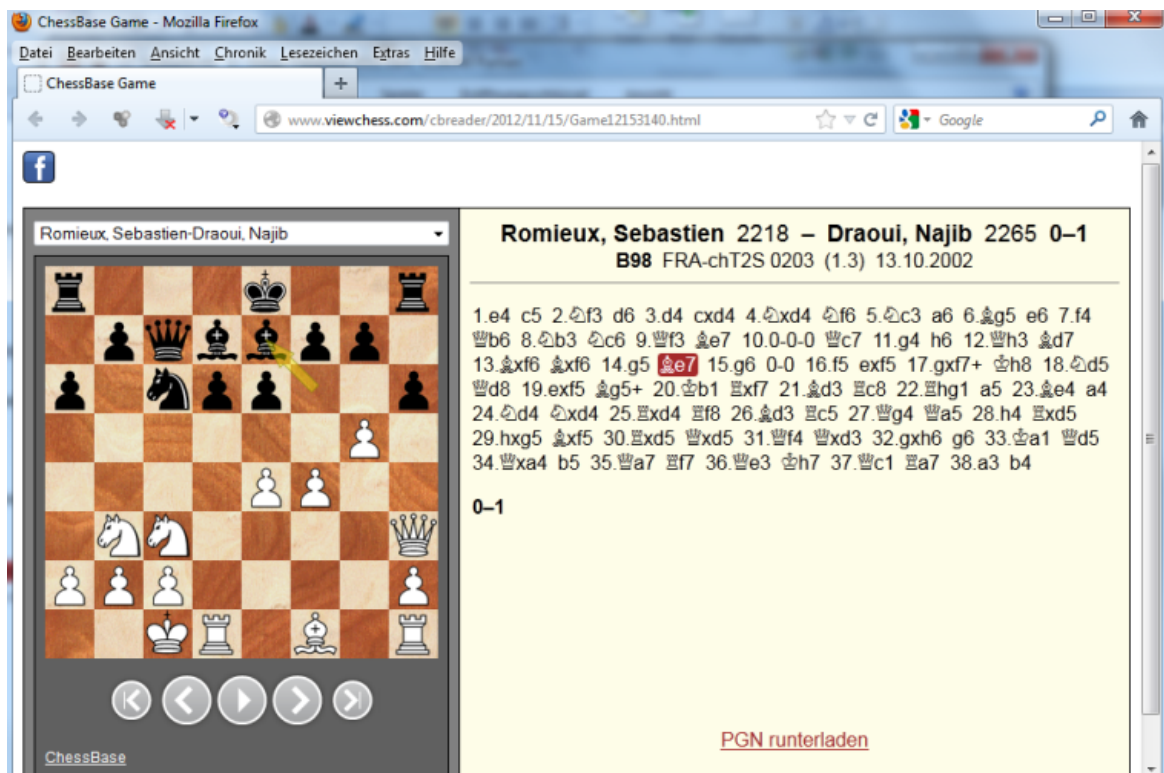 ChessBase Game - Mozilla Firefox
Datei Bearbeiten Ansicht Chronik Lesezeichen Extras Hilfe
ChessBase Game
www.viewchess.com/cbreader/2012/11/15/Game12153140.html
Google
f
Romieux, Sebastien-Draoui, Najib
Romieux, Sebastien 2218 – Draoui, Najib 2265 0–1
B98 FRA-chT2S 0203 (1.3) 13.10.2002
1.e4 c5 2.♘f3 d6 3.d4 cxd4 4.♘xd4 ♘f6 5.♘c3 a6 6.♗g5 e6 7.f4
♕b6 8.♘b3 ♘c6 9.♕f3 ♗e7 10.0-0-0 ♕c7 11.g4 h6 12.♕h3 ♗d7
13.♗xf6 ♗xf6 14.g5 ♗e7 15.g6 0-0 16.f5 exf5 17.gxf7+ ♔h8 18.♘d5
♕d8 19.exf5 ♗g5+ 20.♔b1 ♖xf7 21.♗d3 ♖c8 22.♖hg1 a5 23.♗e4 a4
24.♘d4 ♘xd4 25.♖xd4 ♖f8 26.♗d3 ♖c5 27.♕g4 ♕a5 28.h4 ♖xd5
29.hxg5 ♗xf5 30.♖xd5 ♕xd5 31.♕f4 ♕xd3 32.gxh6 g6 33.♔a1 ♕d5
34.♕xa4 b5 35.♕a7 ♖f7 36.♕e3 ♔h7 37.♕c1 ♖a7 38.a3 b4
0–1
PGN runterladen
ChessBase